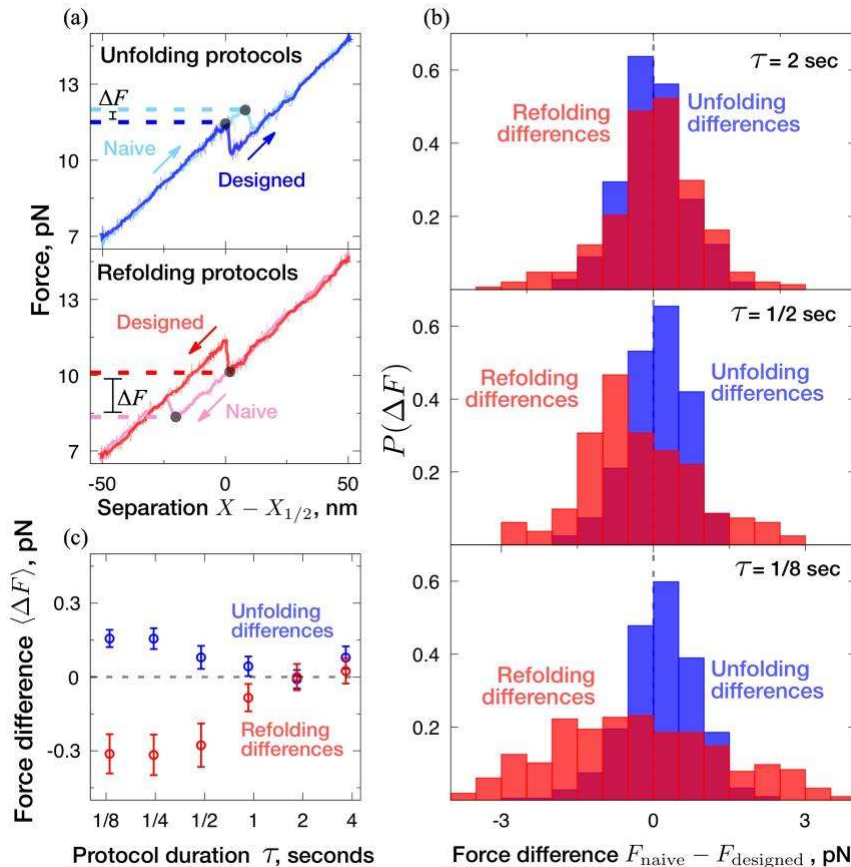 (a)
Unfolding protocols
15
13
11
9
7
ΔF
Naive
Designed
Refolding protocols
13
10
9
7
Designed
ΔF
Naive
Force, pN
-50
0
50
Separation X − X1/2, nm
(b)
τ = 2 sec
Refolding
differences
Unfolding
differences
0.6
0.4
0.2
τ = 1/2 sec
Refolding
differences
Unfolding
differences
0.6
0.4
0.2
P(ΔF)
τ = 1/8 sec
Refolding
differences
Unfolding
differences
0.6
0.4
0.2
-3
0
3
Force difference Fnaive − Fdesigned , pN
(c)
Force difference ⟨ΔF⟩, pN
0.3
0
-0.3
Unfolding
differences
Refolding
differences
1/8
1/4
1/2
1
2
4
Protocol duration τ, seconds